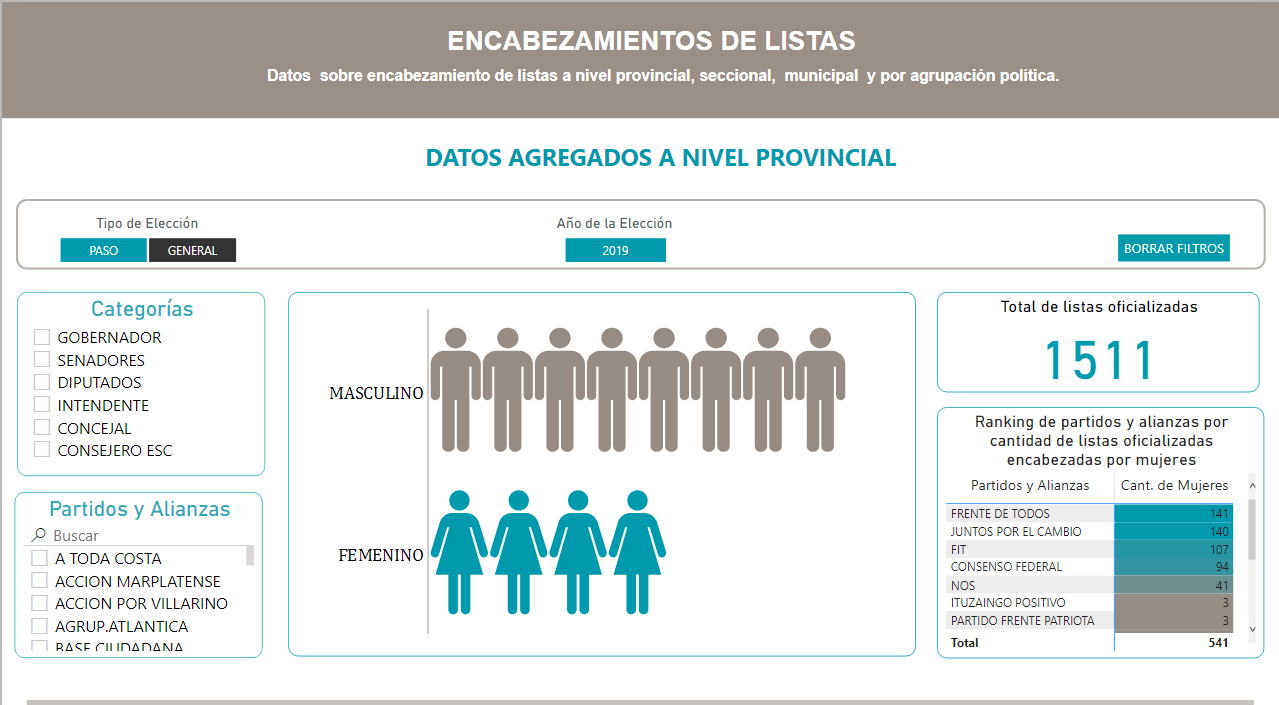 ENCABEZAMIENTOS DE LISTAS
Datos sobre encabezamiento de listas a nivel provincial, seccional, municipal y por agrupación política.
DATOS AGREGADOS A NIVEL PROVINCIAL
Tipo de Elección
PASO
GENERAL
Año de la Elección
2019
BORRAR FILTROS
Categorías
GOBERNADOR
SENADORES
DIPUTADOS
INTENDENTE
CONCEJAL
CONSEJERO ESC
Partidos y Alianzas
Buscar
A TODA COSTA
ACCION MARPLATENSE
ACCION POR VILLARINO
AGRUP.ATLANTICA
BASE CIUDADANA
MASCULINO
FEMENINO
Total de listas oficializadas
1511
Ranking de partidos y alianzas por
cantidad de listas oficializadas
encabezadas por mujeres
Partidos y Alianzas Cant. de Mujeres
FRENTE DE TODOS 141
JUNTOS POR EL CAMBIO 140
FIT 107
CONSENSO FEDERAL 94
NOS 41
ITUZAINGO POSITIVO 3
PARTIDO FRENTE PATRIOTA 3
Total 541